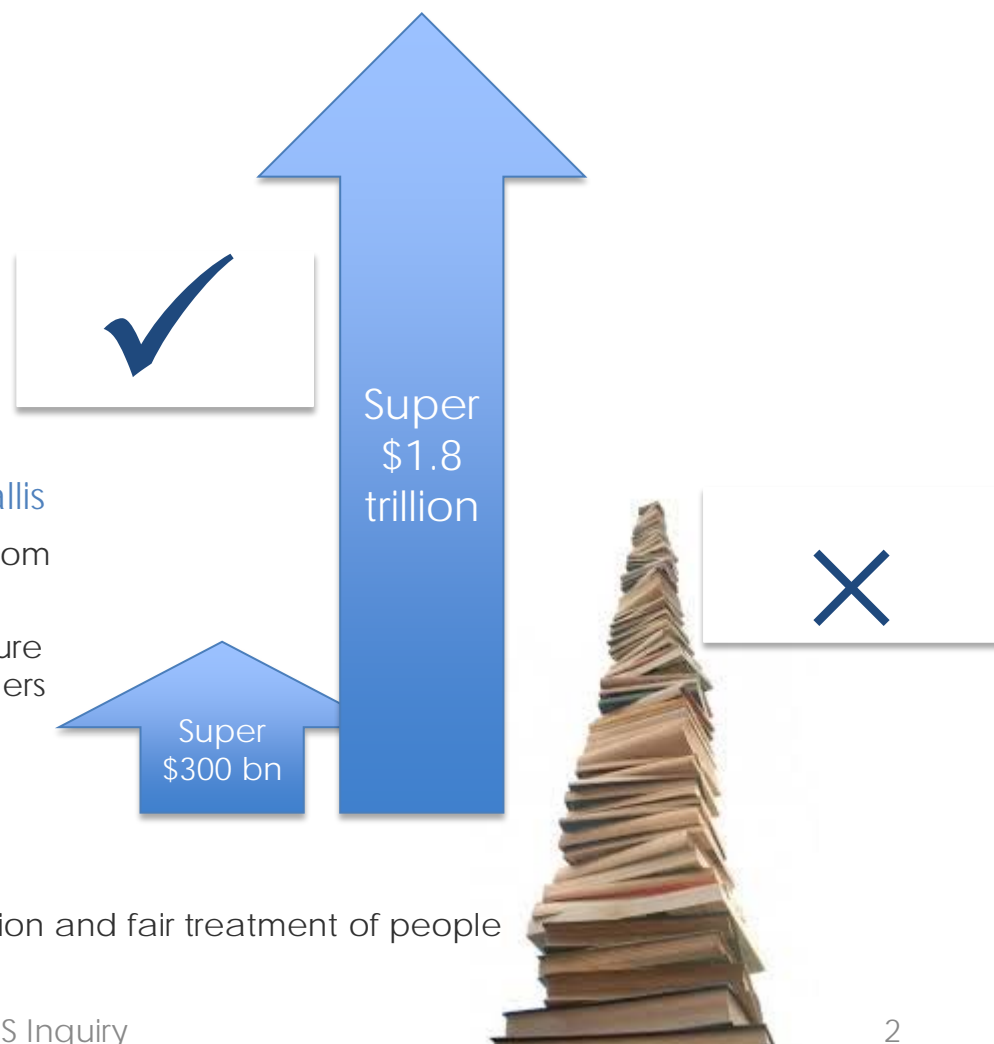 Super
$1.8
trillion
allis
om
ure
ers
Super
$300 bn
ion and fair treatment of people
S Inquiry
2